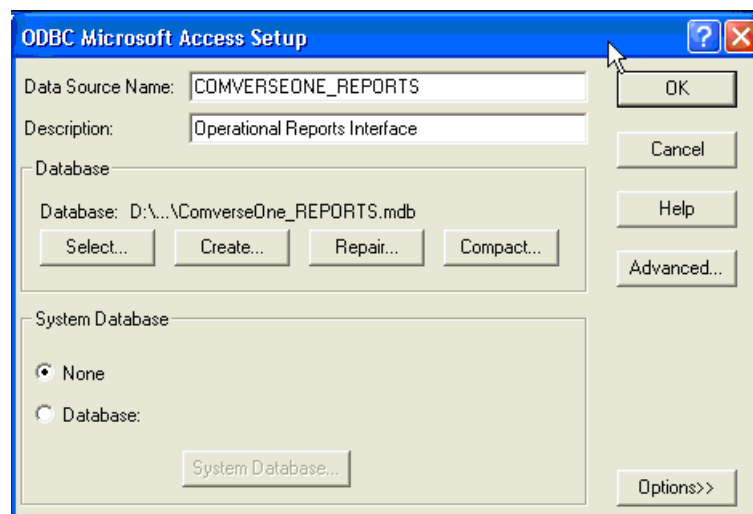 ODBC Microsoft Access Setup
Data Source Name: COMVERSEONE_REPORTS
OK
Description: Operational Reports Interface
Cancel
Database
Database: D:\...\ComverseOne_REPORTS.mdb
Help
Select... Create... Repair... Compact...
Advanced...
System Database
None
Database:
System Database...
Options>>